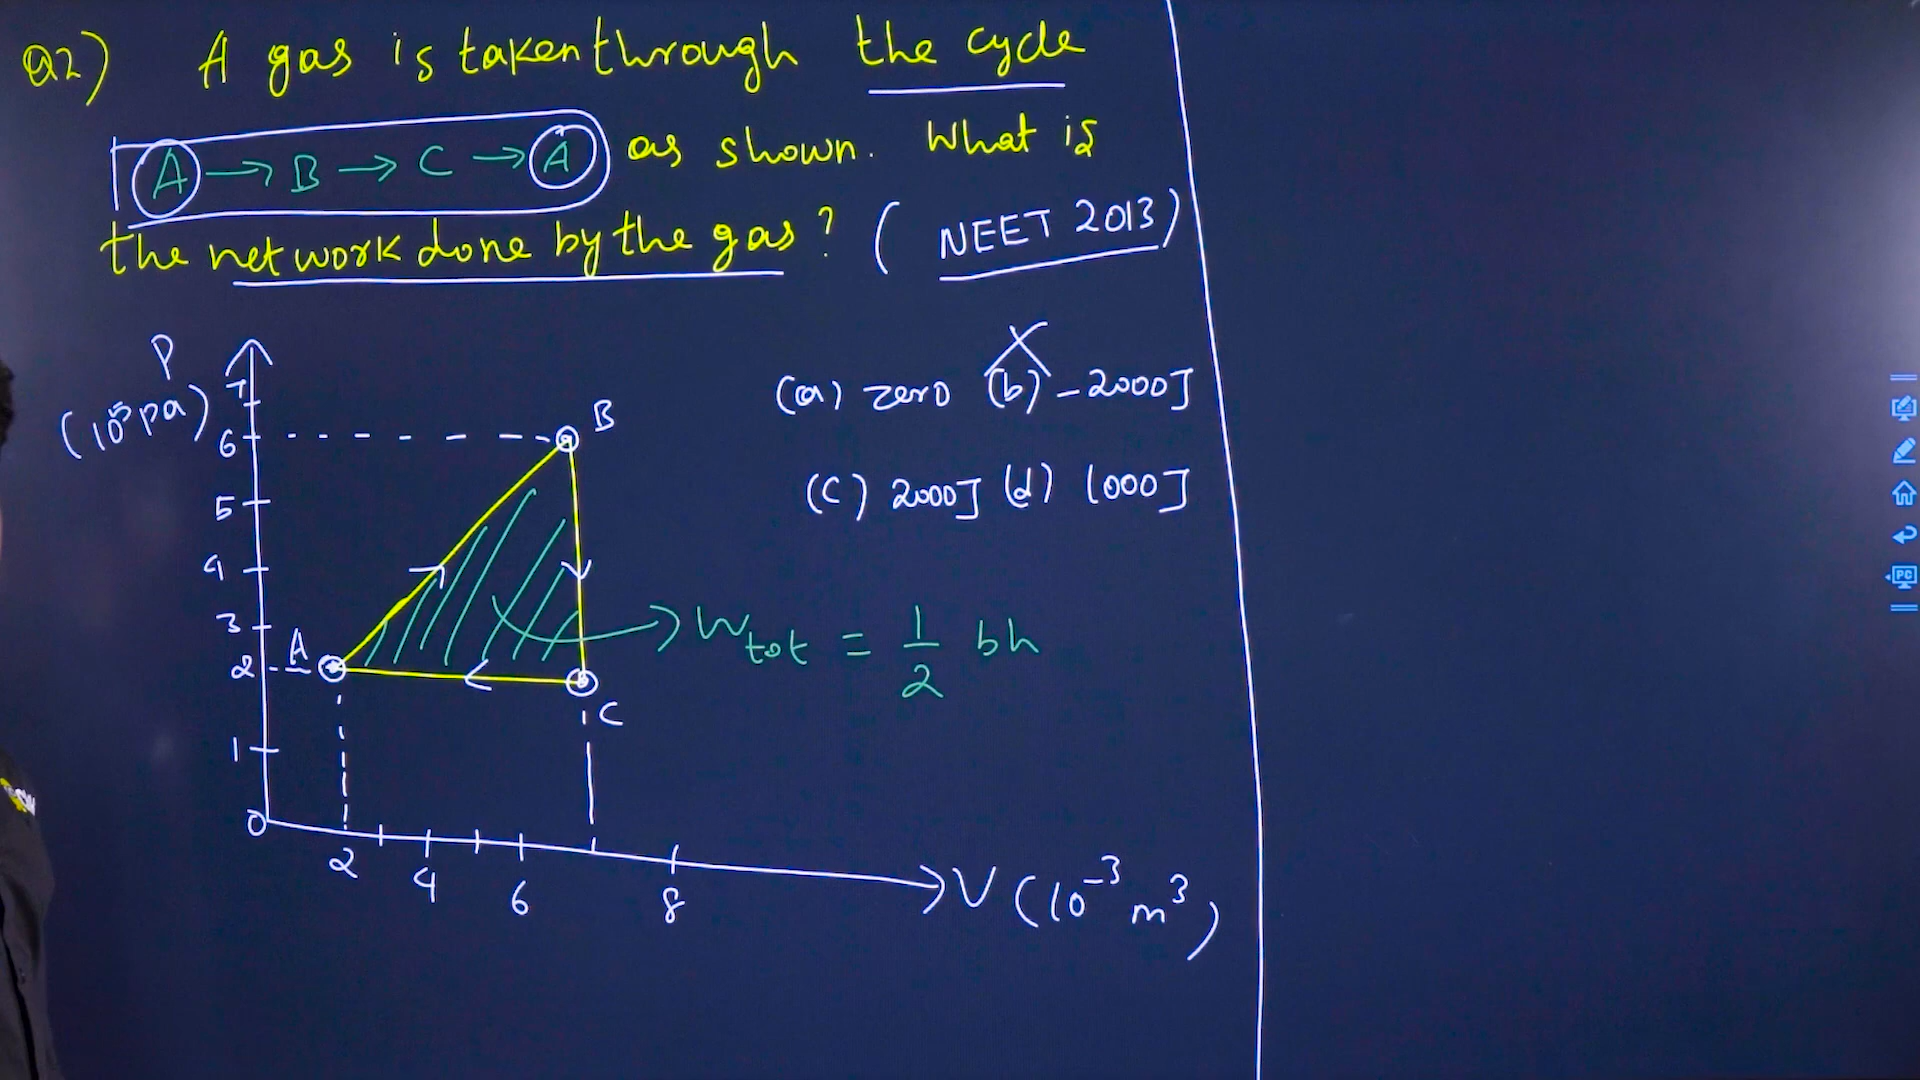 Q2) A gas is taken through the cycle
A → B → C → A as shown. What is
the net work done by the gas? (NEET 2013)
P
(10⁵ pa)
7
6
5
4
3
2
1
0
A
B
C
(a) zero (b) -2000J
(C) 2000J (d) 1000J
W_tot = 1/2 bh
2 4 6 8
V (10⁻³ m³)
PC